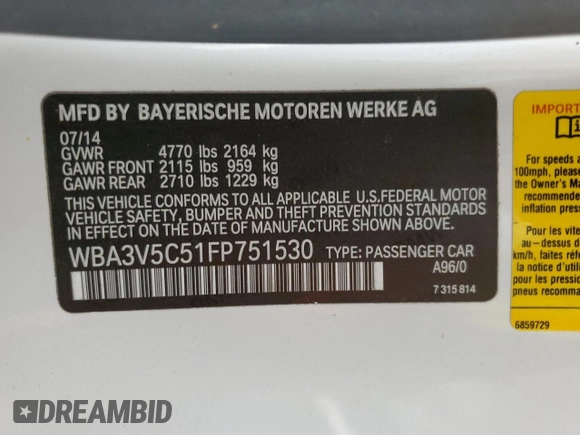 MFD BY BAYERISCHE MOTOREN WERKE AG
07/14
GVWR 4770 lbs 2164 kg
GAWR FRONT 2115 lbs 959 kg
GAWR REAR 2710 lbs 1229 kg
THIS VEHICLE CONFORMS TO ALL APPLICABLE U.S.FEDERAL MOTOR
VEHICLE SAFETY, BUMPER AND THEFT PREVENTION STANDARDS
IN EFFECT ON THE DATE OF MANUFACTURE SHOWN ABOVE.
WBA3V5C51FP751530 TYPE: PASSENGER CAR
A96/0
7 315 814
IMPORT
For speeds a
100mph, please
the Owner's Ma
recommende
inflation press
Pour les vite
au-dessus d
km/h, faites réf
la notice d'utili
pour les pressio
pneus recomma
6859729
DREAMBID